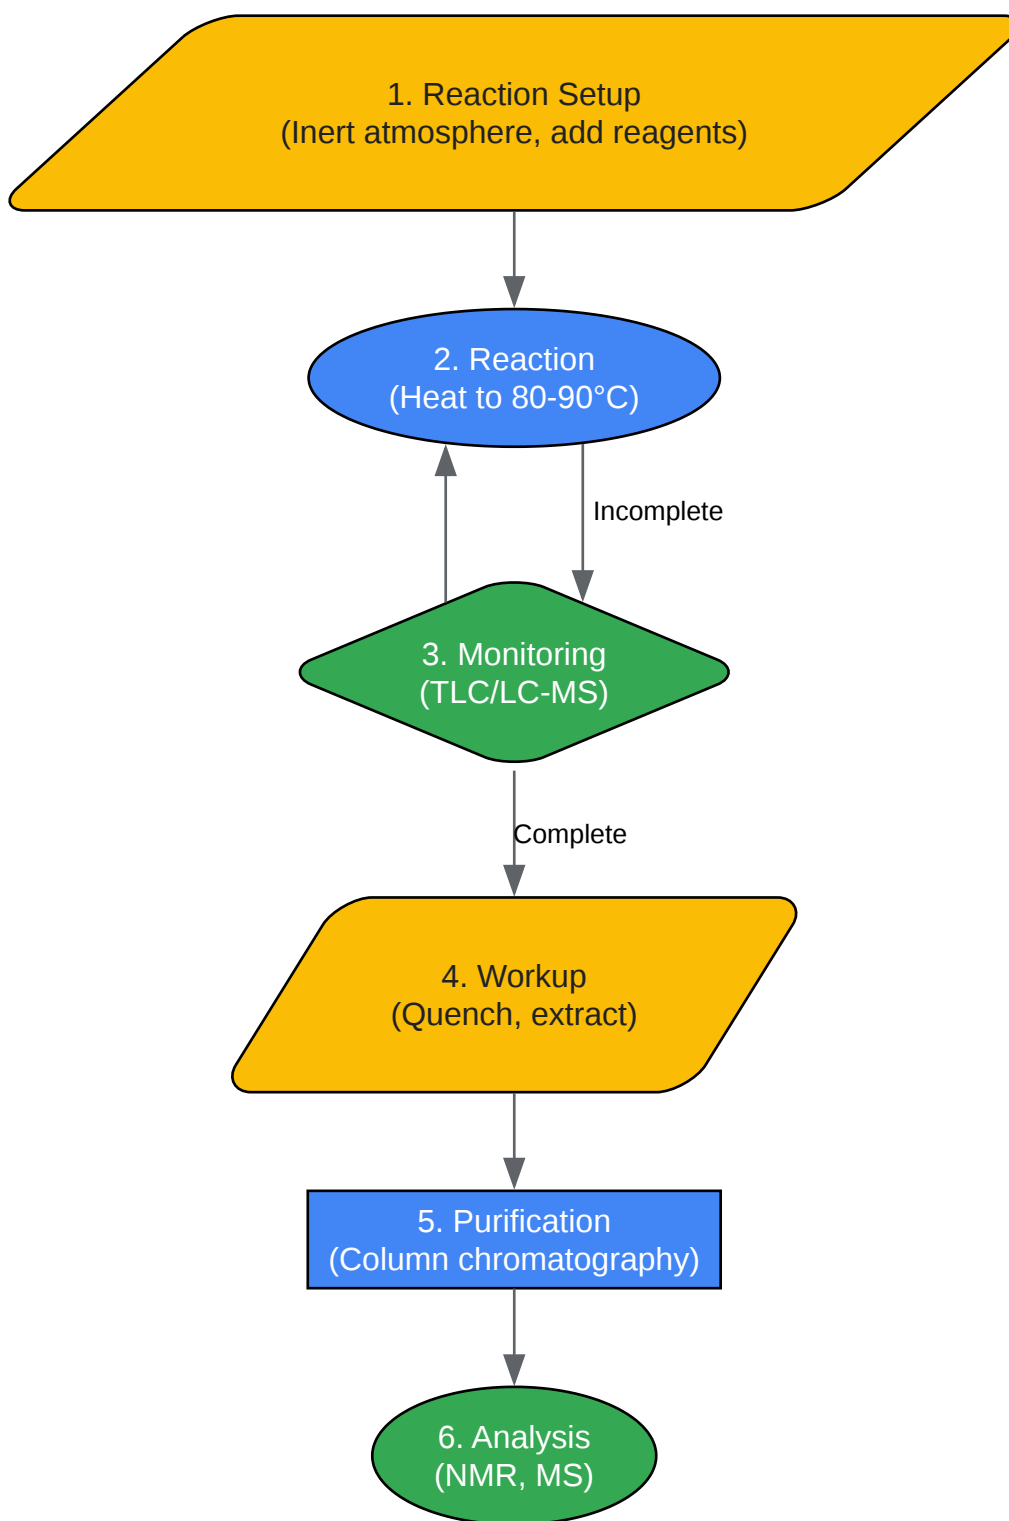 1. Reaction Setup
(Inert atmosphere, add reagents)
2. Reaction
(Heat to 80-90°C)
Incomplete
3. Monitoring
(TLC/LC-MS)
Complete
4. Workup
(Quench, extract)
5. Purification
(Column chromatography)
6. Analysis
(NMR, MS)